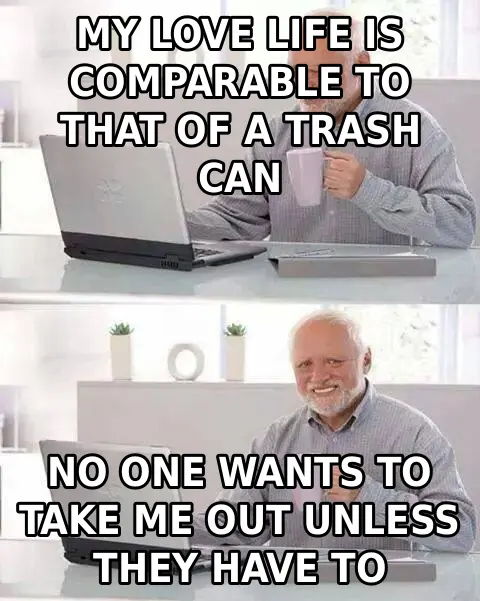 MY LOVE LIFE IS
COMPARABLE TO
THAT OF A TRASH
CAN
NO ONE WANTS TO
TAKE ME OUT UNLESS
THEY HAVE TO